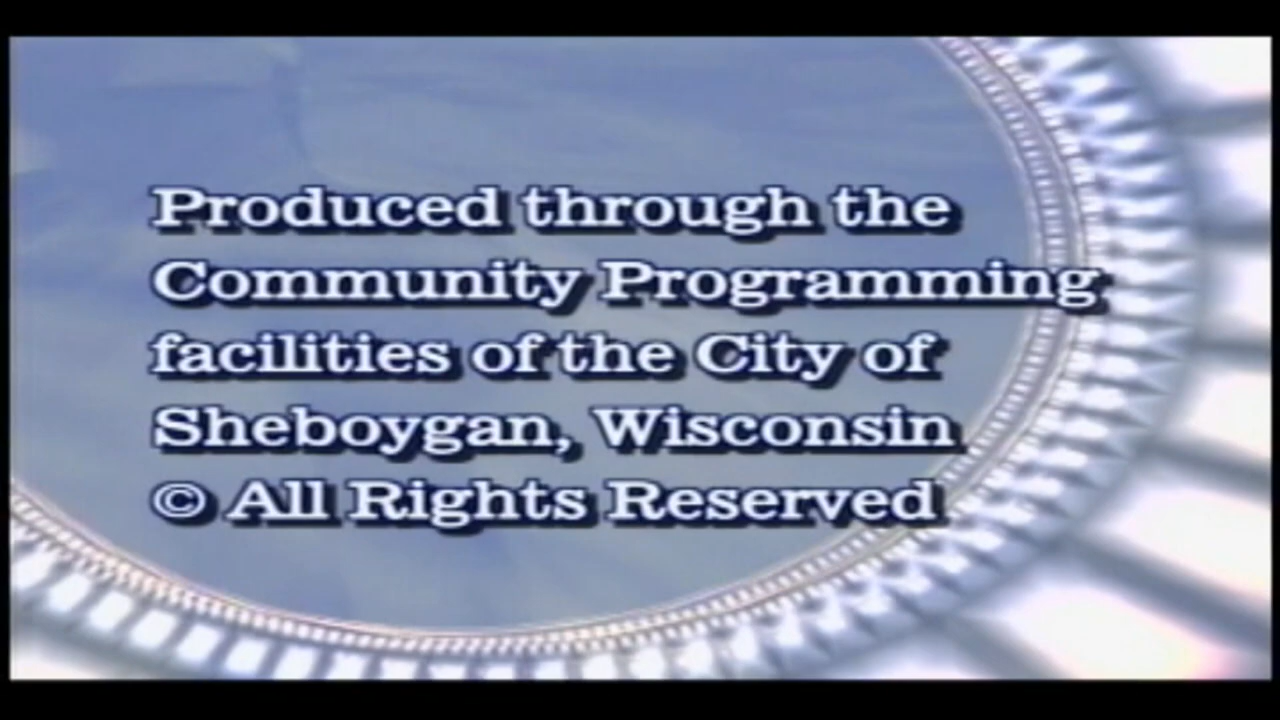 Produced through the
Community Programming
facilities of the City of
Sheboygan, Wisconsin
© All Rights Reserved